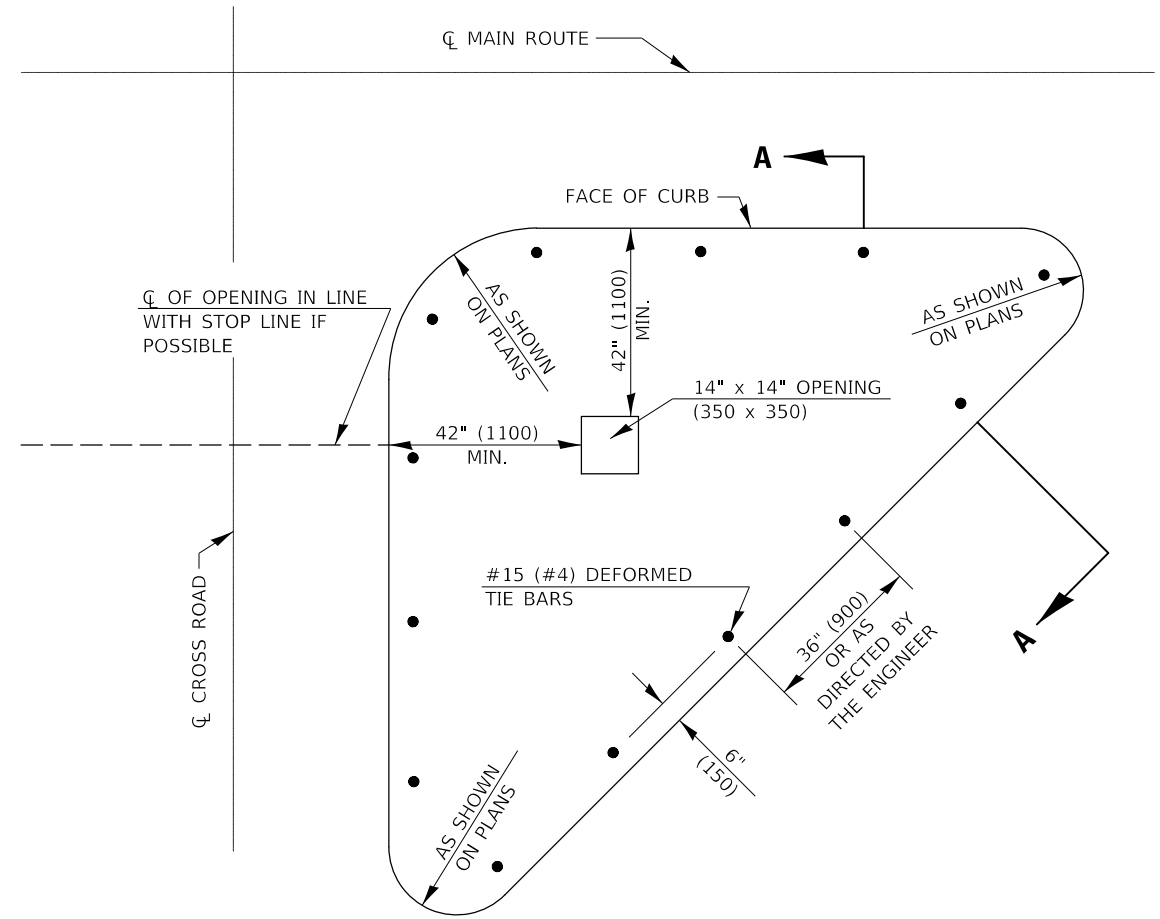 ℄ MAIN ROUTE
A
FACE OF CURB
AS SHOWN
ON PLANS
42" (1100)
MIN.
AS SHOWN
ON PLANS
℄ OF OPENING IN LINE
WITH STOP LINE IF
POSSIBLE
14" x 14" OPENING
(350 x 350)
42" (1100)
MIN.
#15 (#4) DEFORMED
TIE BARS
℄ CROSS ROAD
36" (900)
OR AS
DIRECTED BY
THE ENGINEER
A
6"
(150)
AS SHOWN
ON PLANS